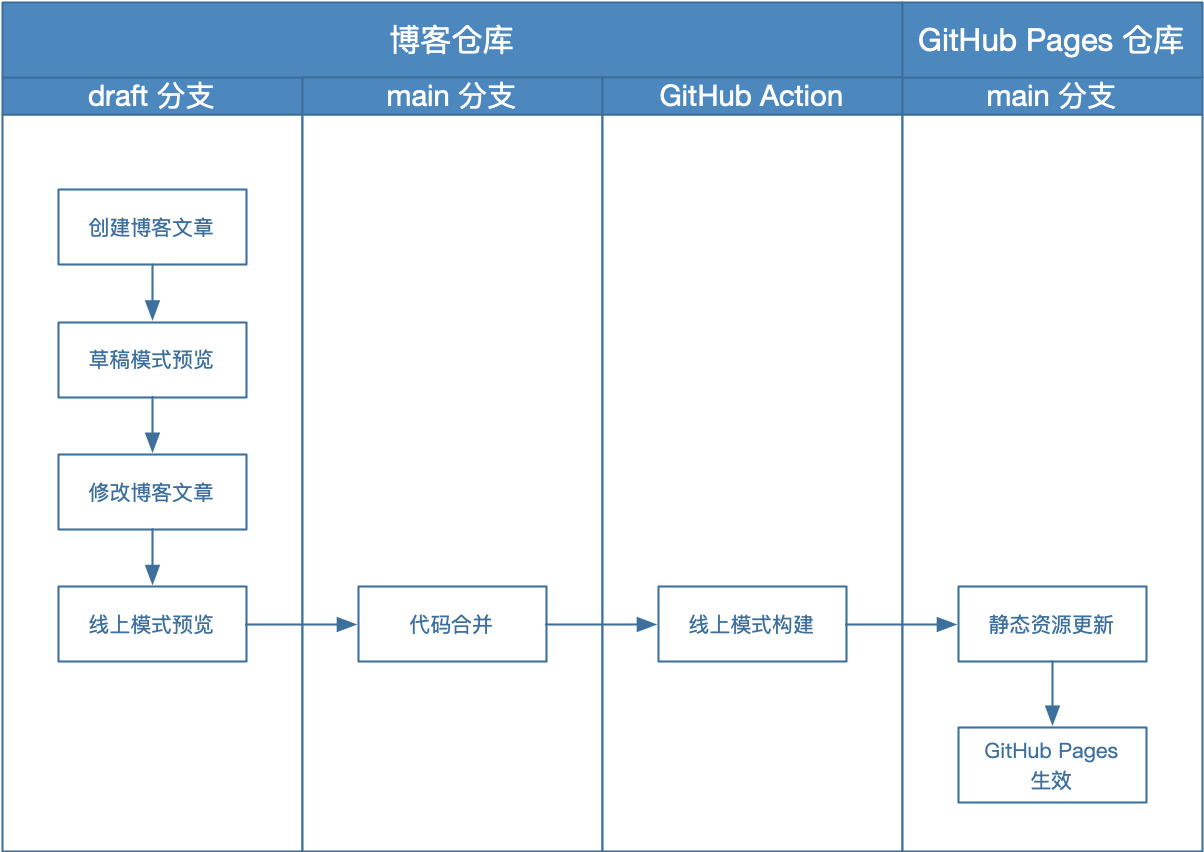 博客仓库
GitHub Pages 仓库
draft 分支
main 分支
GitHub Action
main 分支
创建博客文章
草稿模式预览
修改博客文章
线上模式预览
代码合并
线上模式构建
静态资源更新
GitHub Pages
生效